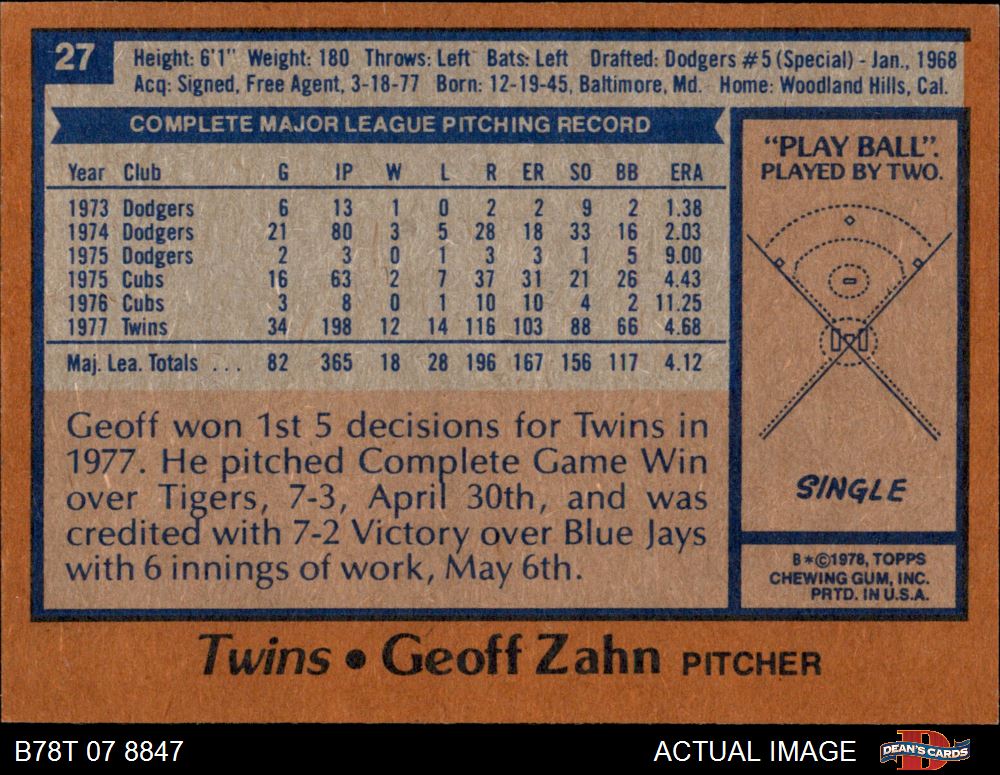 27
Height: 6'1" Weight: 180 Throws: Left Bats: Left Drafted: Dodgers #5 (Special) - Jan., 1968
Acq: Signed, Free Agent, 3-18-77 Born: 12-19-45, Baltimore, Md. Home: Woodland Hills, Cal.
COMPLETE MAJOR LEAGUE PITCHING RECORD
Year Club G IP W L R ER SO BB ERA
1973 Dodgers 6 13 1 0 2 2 9 2 1.38
1974 Dodgers 21 80 3 5 28 18 33 16 2.03
1975 Dodgers 2 3 0 1 3 3 1 5 9.00
1975 Cubs 16 63 2 7 37 31 21 26 4.43
1976 Cubs 3 8 0 1 10 10 4 2 11.25
1977 Twins 34 198 12 14 116 103 88 66 4.68
Maj. Lea. Totals ... 82 365 18 28 196 167 156 117 4.12
Geoff won 1st 5 decisions for Twins in
1977. He pitched Complete Game Win
over Tigers, 7-3, April 30th, and was
credited with 7-2 Victory over Blue Jays
with 6 innings of work, May 6th.
"PLAY BALL".
PLAYED BY TWO.
SINGLE
B*©1978, TOPPS
CHEWING GUM, INC.
PRTD. IN U.S.A.
Twins • Geoff Zahn PITCHER
B78T 07 8847
ACTUAL IMAGE
D
DEAN'S CARDS